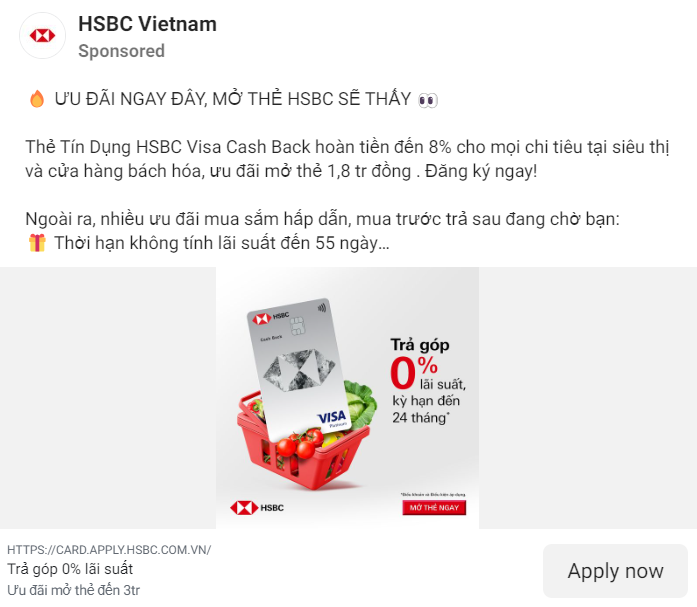 HSBC Vietnam
Sponsored
🔥 ƯU ĐÃI NGAY ĐÂY, MỞ THẺ HSBC SẼ THẤY 👀
Thẻ Tín Dụng HSBC Visa Cash Back hoàn tiền đến 8% cho mọi chi tiêu tại siêu thị
và cửa hàng bách hóa, ưu đãi mở thẻ 1,8 tr đồng . Đăng ký ngay!
Ngoài ra, nhiều ưu đãi mua sắm hấp dẫn, mua trước trả sau đang chờ bạn:
🎁 Thời hạn không tính lãi suất đến 55 ngày…
HSBC
Cash Back
VISA
Platinum
Trả góp
0%
lãi suất,
kỳ hạn đến
24 tháng*
*Điều khoản và Điều kiện áp dụng
HSBC
MỞ THẺ NGAY
HTTPS://CARD.APPLY.HSBC.COM.VN/
Trả góp 0% lãi suất
Ưu đãi mở thẻ đến 3tr
Apply now